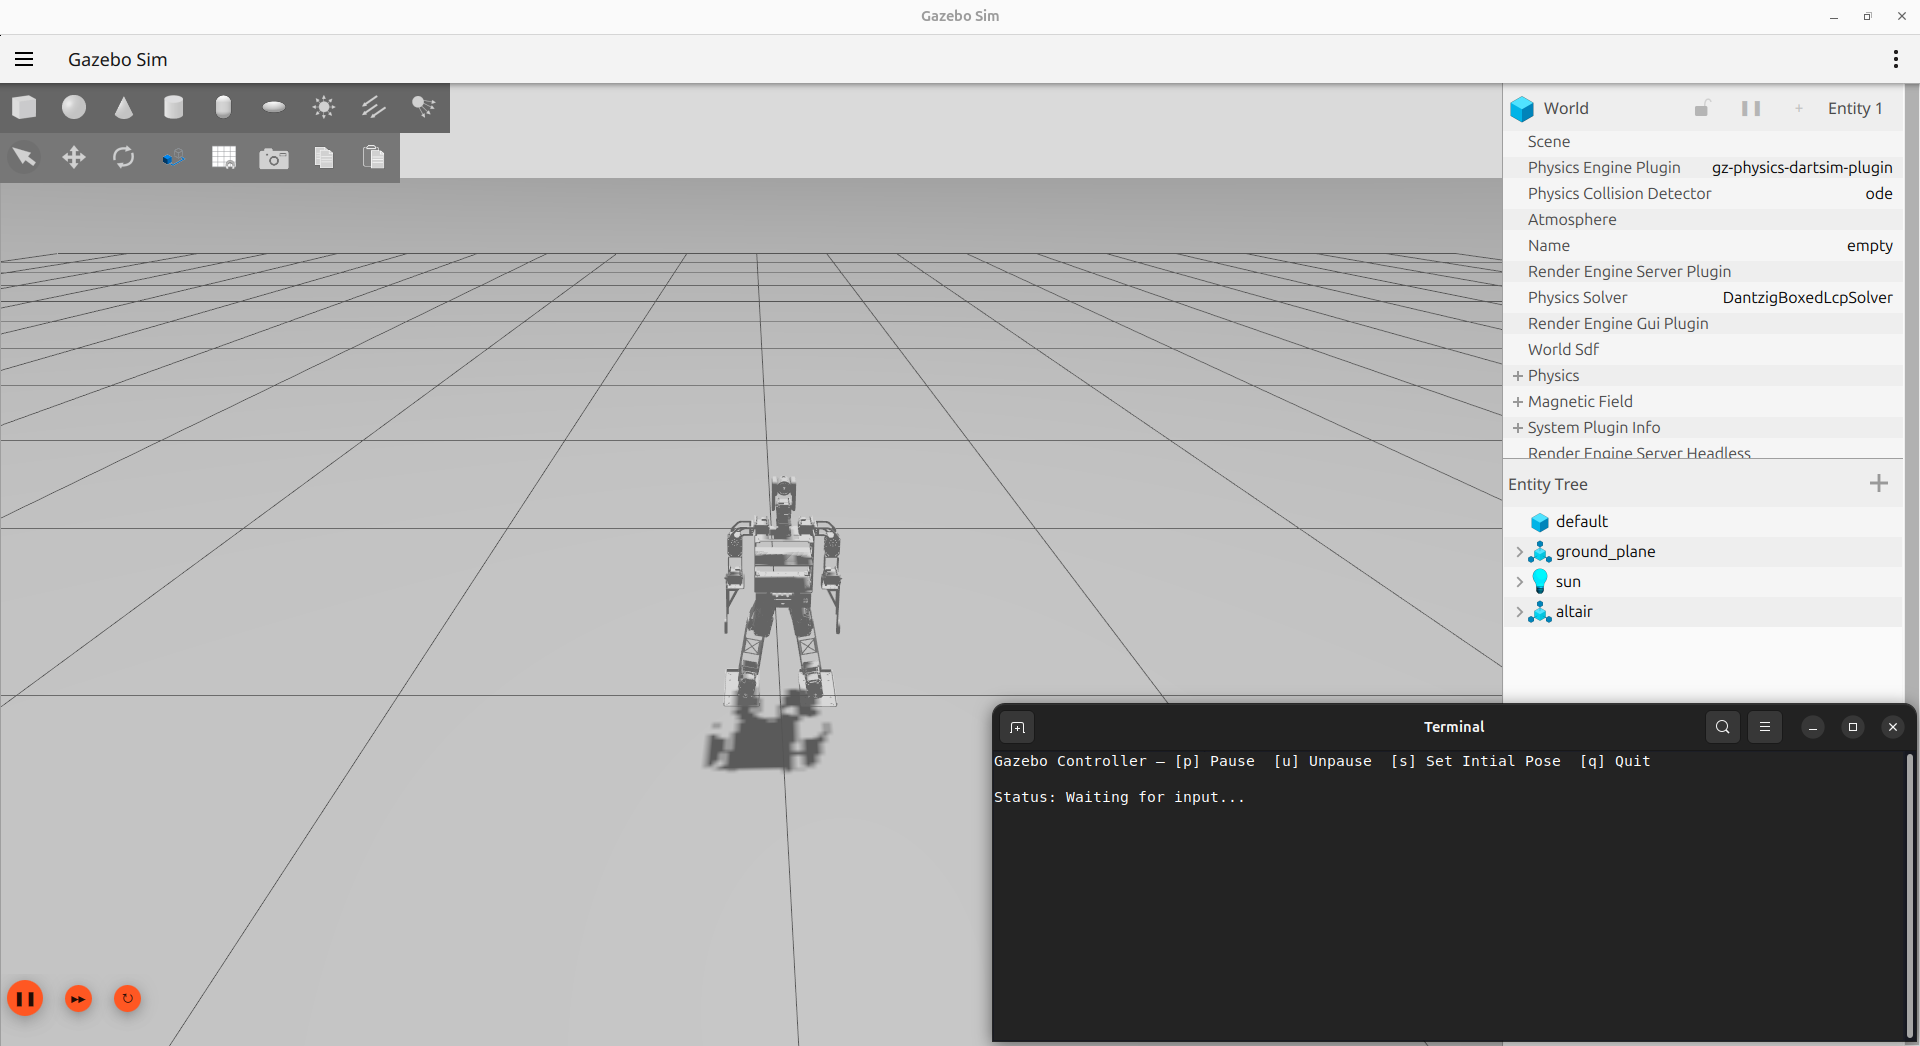 Gazebo Sim
Gazebo Sim
World
Entity 1
Scene
Physics Engine Plugin gz-physics-dartsim-plugin
Physics Collision Detector ode
Atmosphere
Name empty
Render Engine Server Plugin
Physics Solver DantzigBoxedLcpSolver
Render Engine Gui Plugin
World Sdf
Physics
Magnetic Field
System Plugin Info
Render Engine Server Headless
Entity Tree
default
ground_plane
sun
altair
Terminal
Gazebo Controller — [p] Pause [u] Unpause [s] Set Intial Pose [q] Quit
Status: Waiting for input...